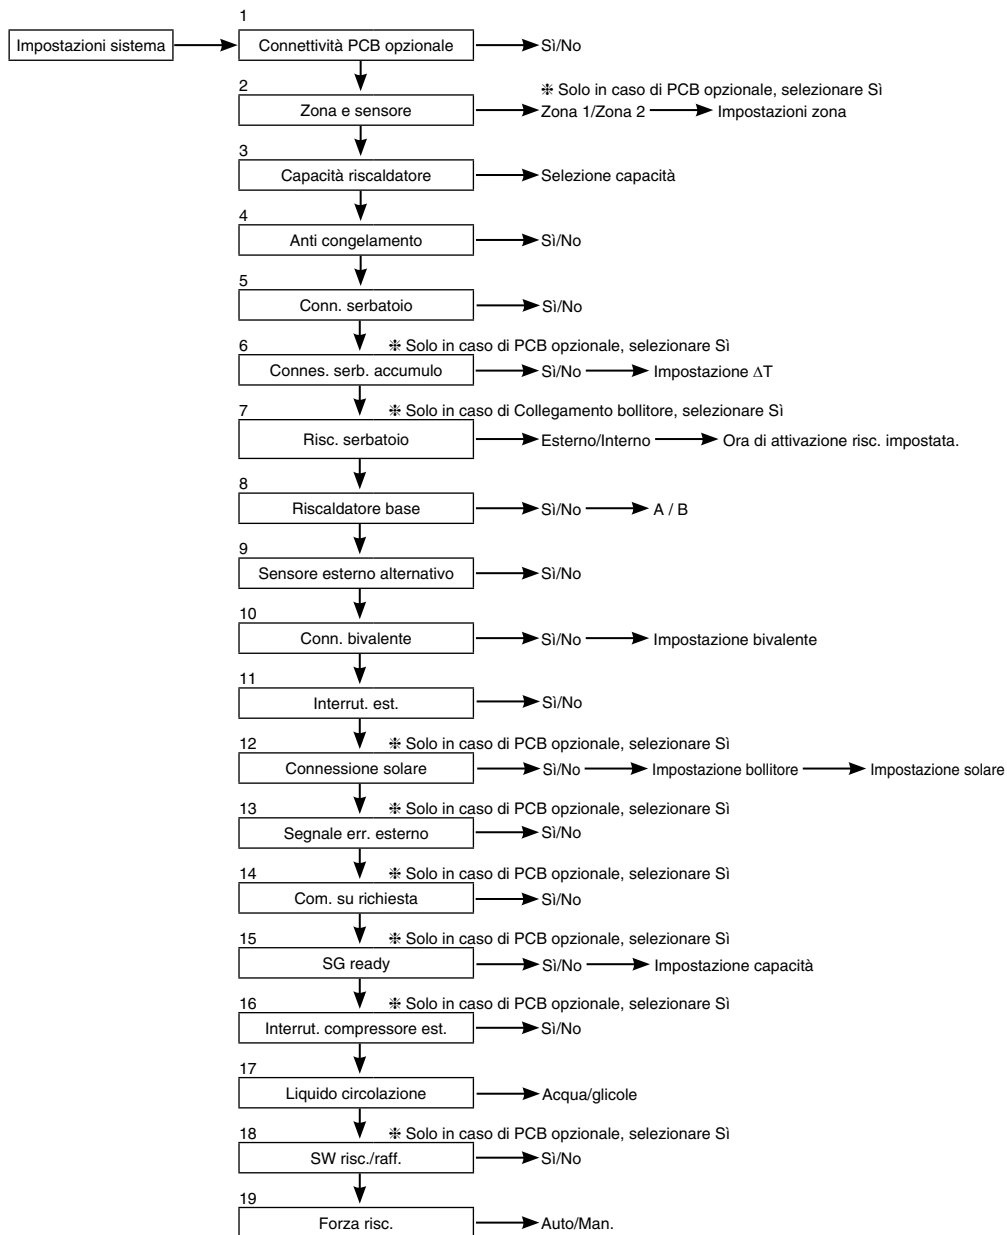 1
Impostazioni sistema
Connettività PCB opzionale
Sì/No
2
❈ Solo in caso di PCB opzionale, selezionare Sì
Zona e sensore
Zona 1/Zona 2
Impostazioni zona
3
Capacità riscaldatore
Selezione capacità
4
Anti congelamento
Sì/No
5
Conn. serbatoio
Sì/No
6
❈ Solo in caso di PCB opzionale, selezionare Sì
Connes. serb. accumulo
Sì/No
Impostazione ΔT
7
❈ Solo in caso di Collegamento bollitore, selezionare Sì
Risc. serbatoio
Esterno/Interno
Ora di attivazione risc. impostata.
8
Riscaldatore base
Sì/No
A / B
9
Sensore esterno alternativo
Sì/No
10
Conn. bivalente
Sì/No
Impostazione bivalente
11
Interrut. est.
Sì/No
12
❈ Solo in caso di PCB opzionale, selezionare Sì
Connessione solare
Sì/No
Impostazione bollitore
Impostazione solare
13
❈ Solo in caso di PCB opzionale, selezionare Sì
Segnale err. esterno
Sì/No
14
❈ Solo in caso di PCB opzionale, selezionare Sì
Com. su richiesta
Sì/No
15
❈ Solo in caso di PCB opzionale, selezionare Sì
SG ready
Sì/No
Impostazione capacità
16
❈ Solo in caso di PCB opzionale, selezionare Sì
Interrut. compressore est.
Sì/No
17
Liquido circolazione
Acqua/glicole
18
❈ Solo in caso di PCB opzionale, selezionare Sì
SW risc./raff.
Sì/No
19
Forza risc.
Auto/Man.